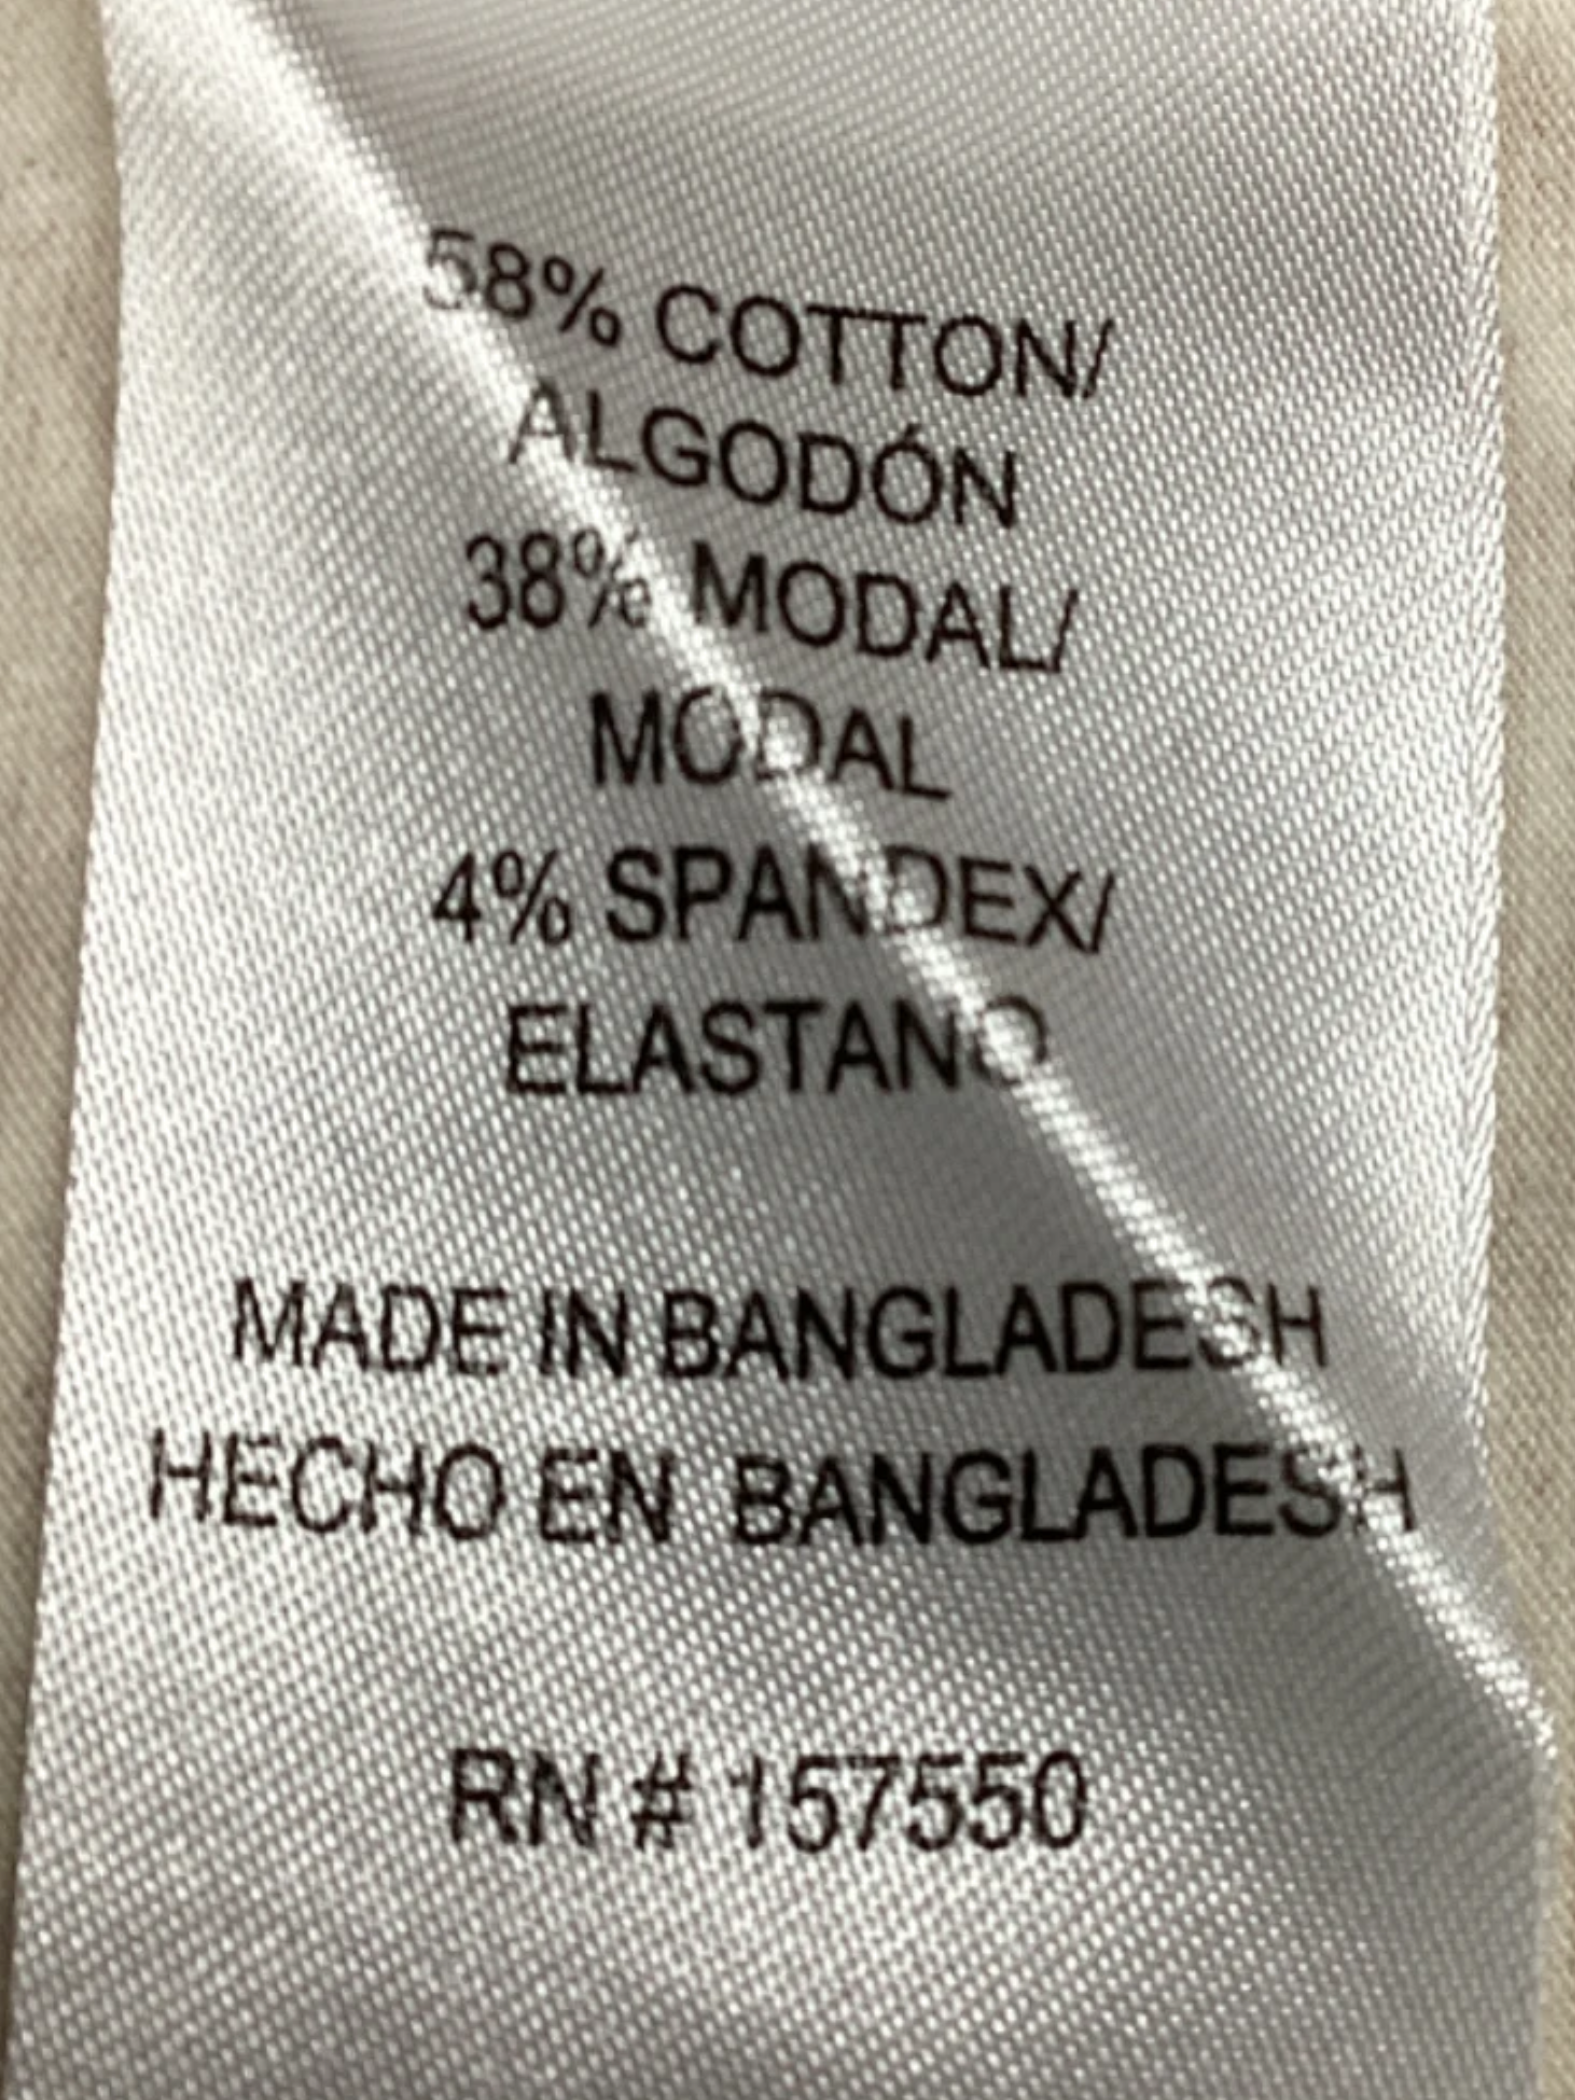 58% COTTON/
ALGODÓN
38% MODAL/
MODAL
4% SPANDEX/
ELASTANO
MADE IN BANGLADESH
HECHO EN BANGLADESH
RN # 157550